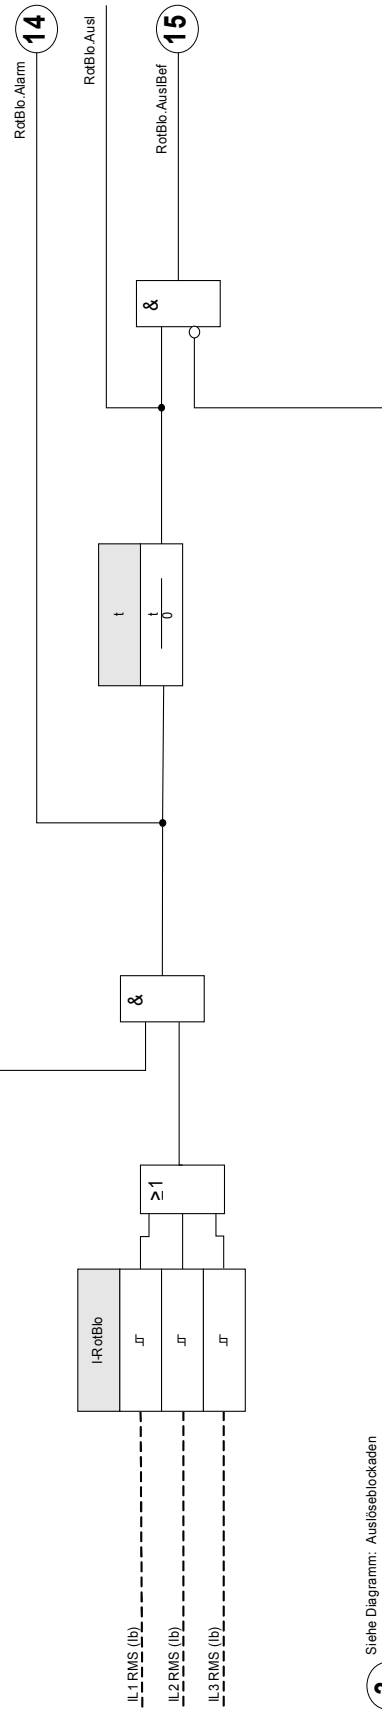 14
RotBlo.Alarm
RotBlo.Ausl
15
RotBlo.AuslBef
&
t
t
0
&
≥1
I-RotBlo
IL1 RMS (Ib)
IL2 RMS (Ib)
IL3 RMS (Ib)
Siehe Diagramm: Auslöseblockaden